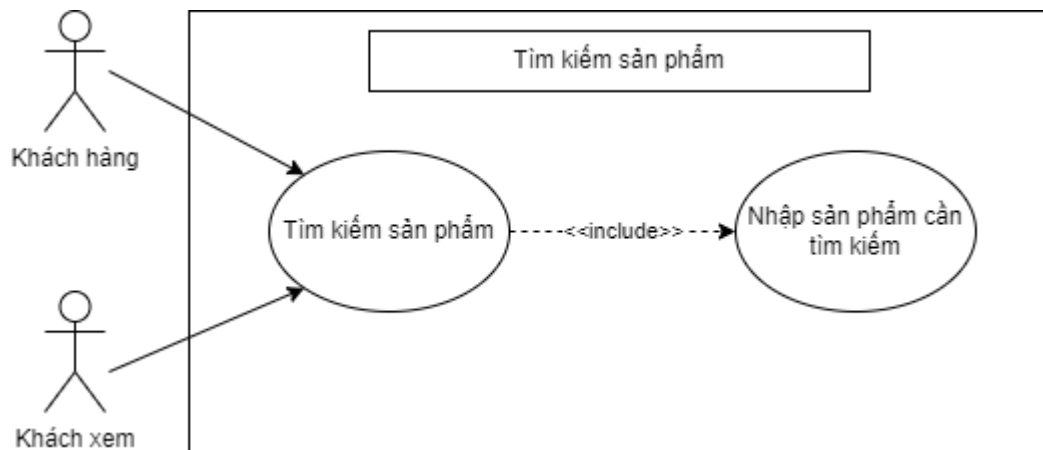 Tìm kiếm sản phẩm
Khách hàng
Tìm kiếm sản phẩm
<<include>>
Nhập sản phẩm cần
tìm kiếm
Khách xem